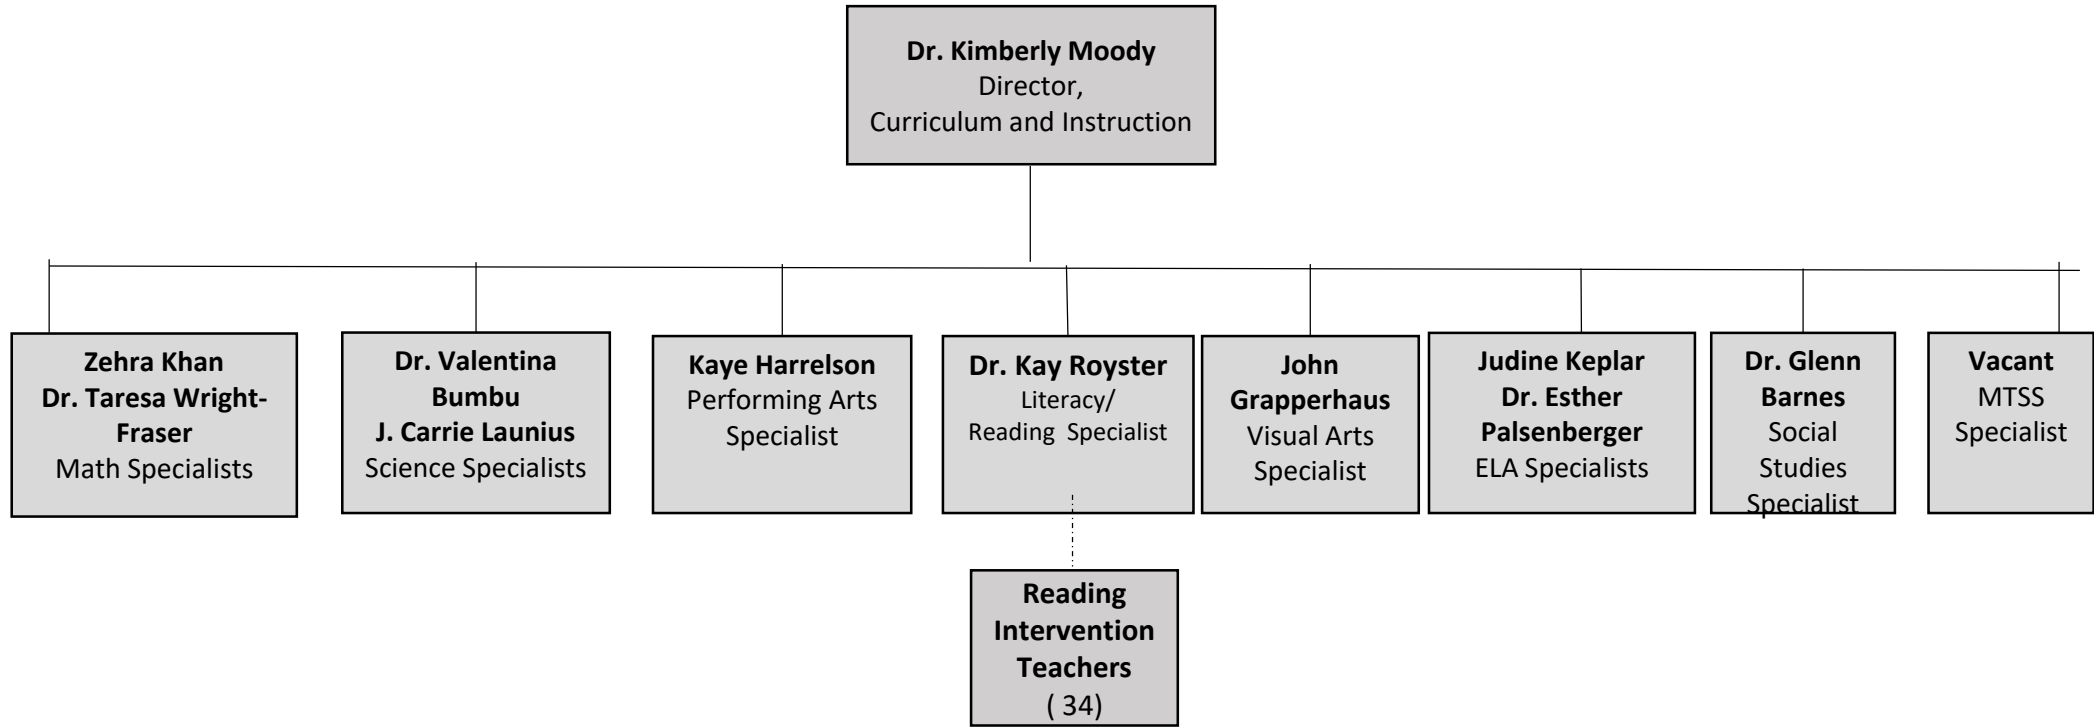 Dr. Kimberly Moody
Director,
Curriculum and Instruction
Zehra Khan
Dr. Taresa Wright-
Fraser
Math Specialists
Dr. Valentina
Bumbu
J. Carrie Launius
Science Specialists
Kaye Harrelson
Performing Arts
Specialist
Dr. Kay Royster
Literacy/
Reading Specialist
John
Grapperhaus
Visual Arts
Specialist
Judine Keplar
Dr. Esther
Palsenberger
ELA Specialists
Dr. Glenn
Barnes
Social
Studies
Specialist
Vacant
MTSS
Specialist
Reading
Intervention
Teachers
( 34)